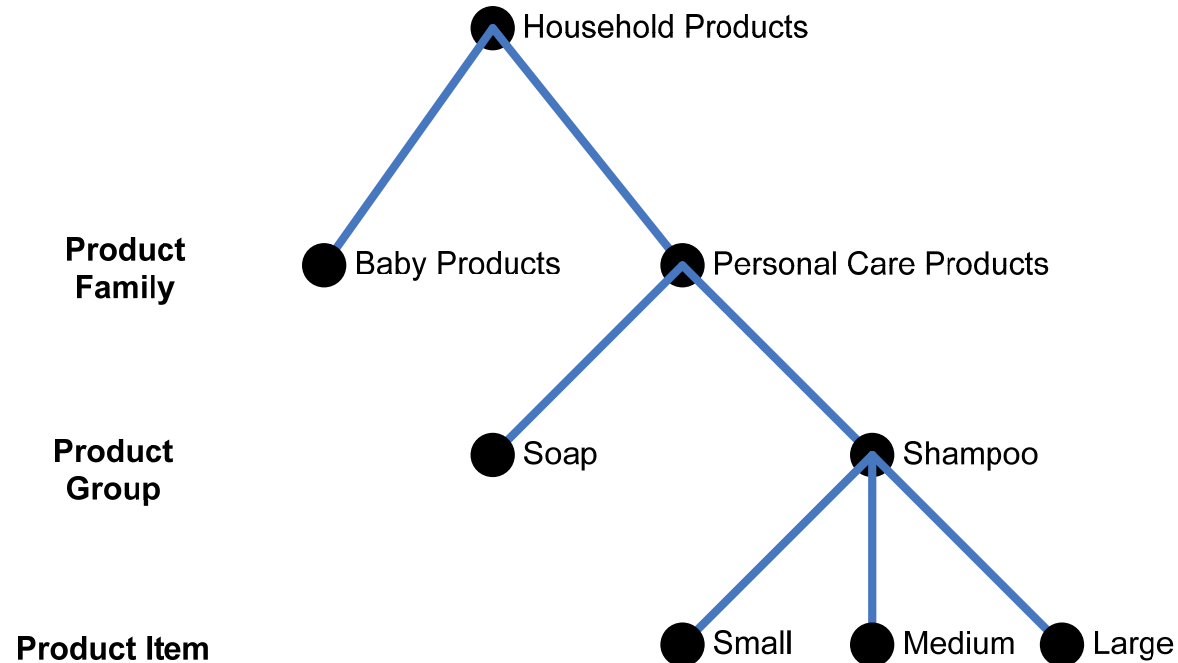 Household Products
Product
Family
Baby Products
Personal Care Products
Product
Group
Soap
Shampoo
Product Item
Small
Medium
Large